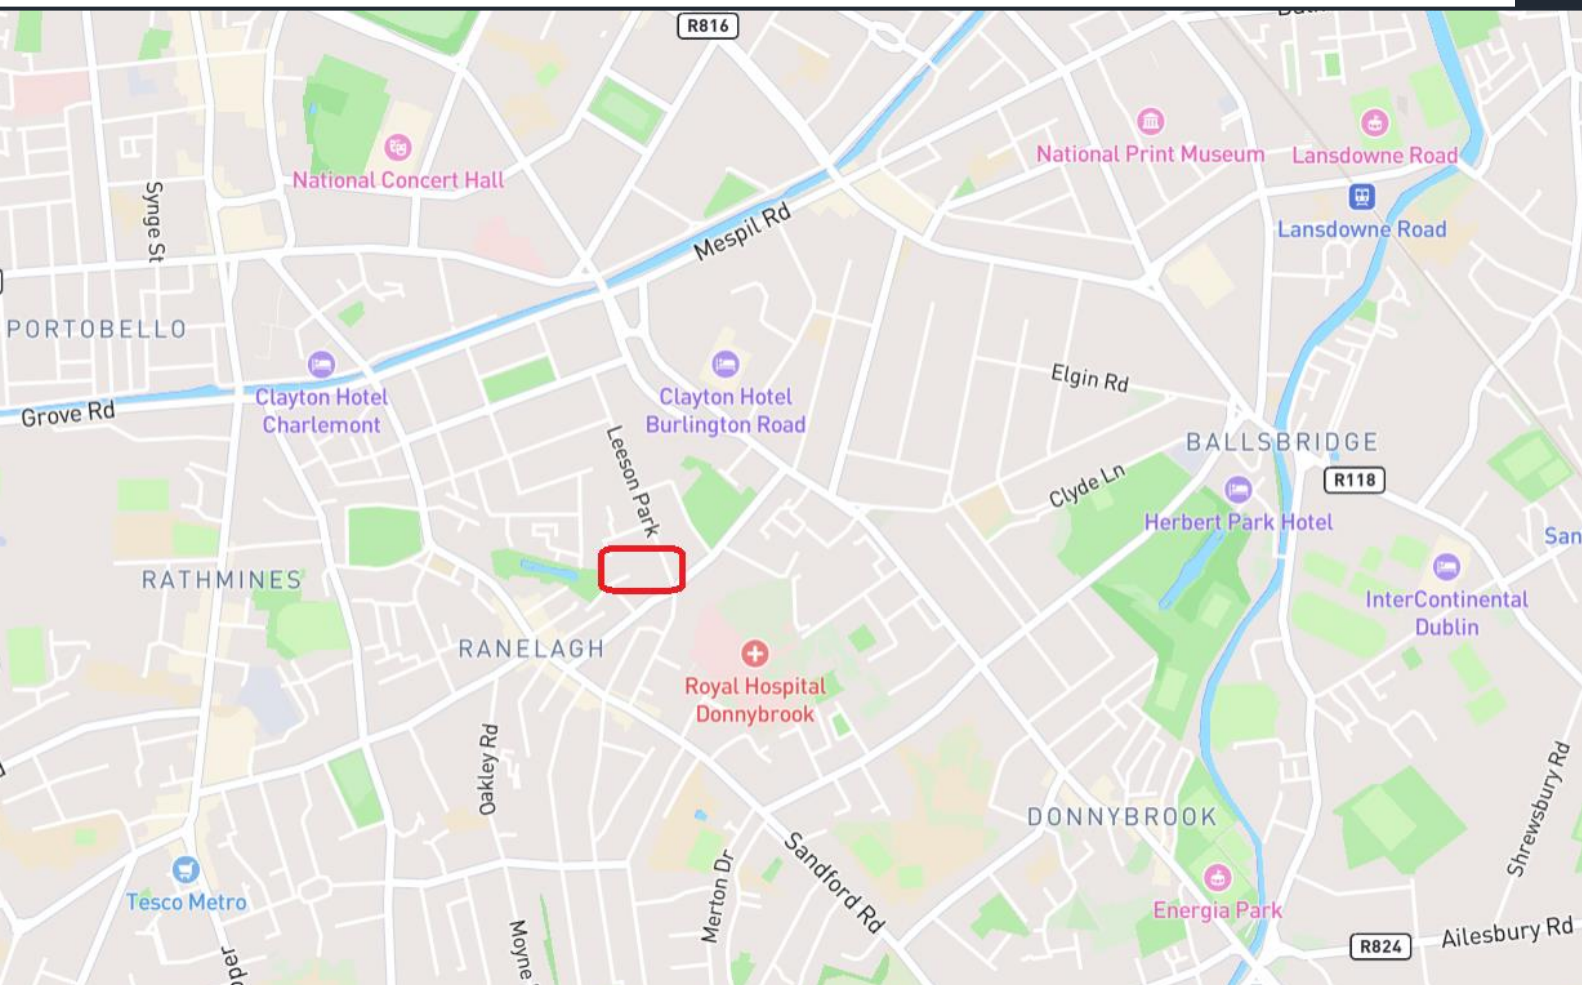 R816
National Concert Hall
National Print Museum
Lansdowne Road
Lansdowne Road
Synge St
Mespil Rd
PORTOBELLO
Clayton Hotel
Charlemont
Clayton Hotel
Burlington Road
Elgin Rd
Grove Rd
Leeson Park
BALLSBRIDGE
R118
Clyde Ln
Herbert Park Hotel
San
RATHMINES
InterContinental
Dublin
RANELAGH
Royal Hospital
Donnybrook
Oakley Rd
DONNYBROOK
Shrewsbury Rd
Sandford Rd
Merton Dr
Tesco Metro
Energia Park
Moyne
R824
Ailesbury Rd
oper